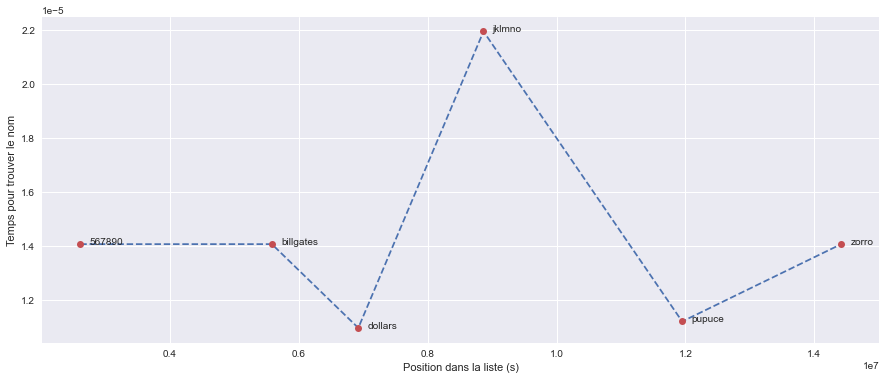 1e−5
2.2
2.0
1.8
1.6
1.4
1.2
Temps pour trouver le nom
567890
billgates
dollars
jklmno
pupuce
zorro
0.4
0.6
0.8
1.0
1.2
1.4
1e7
Position dans la liste (s)